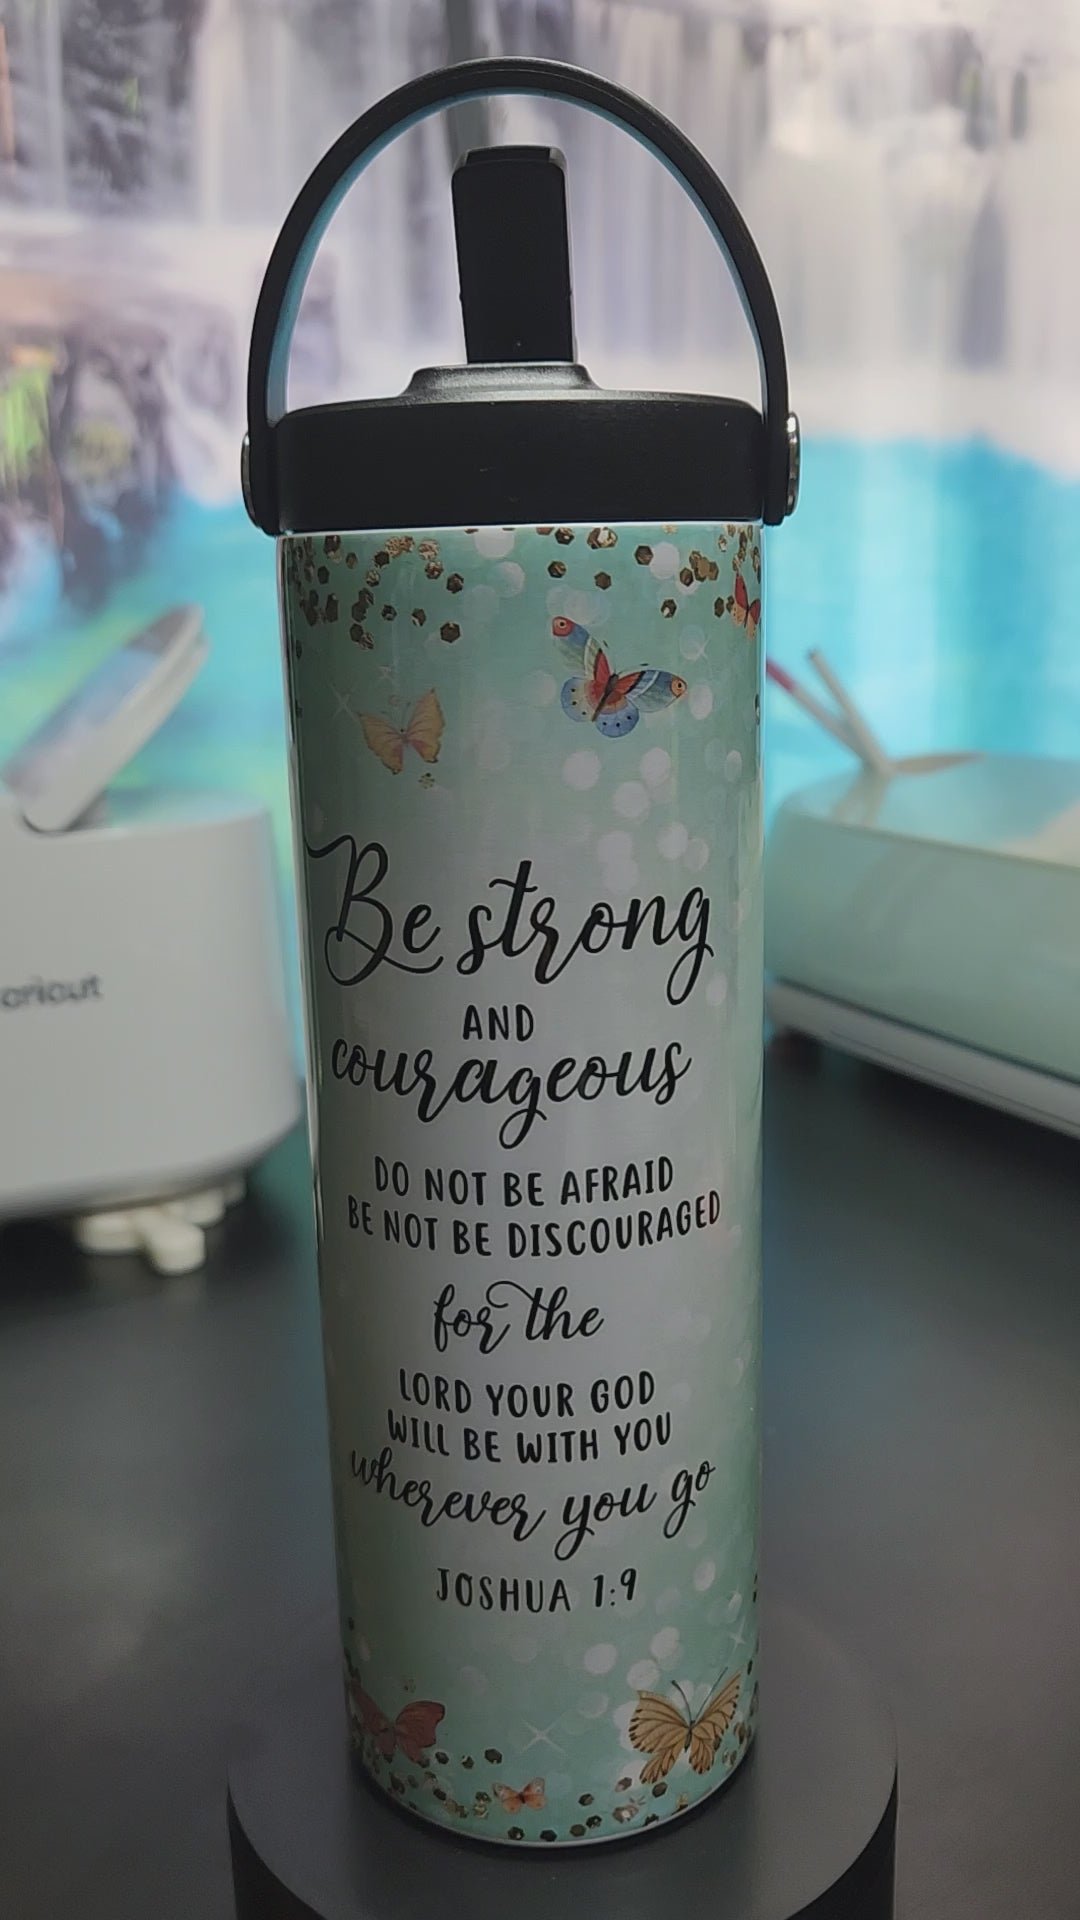 Be strong
AND
courageous
DO NOT BE AFRAID
BE NOT BE DISCOURAGED
for the
LORD YOUR GOD
WILL BE WITH YOU
wherever you go
JOSHUA 1:9
cricut